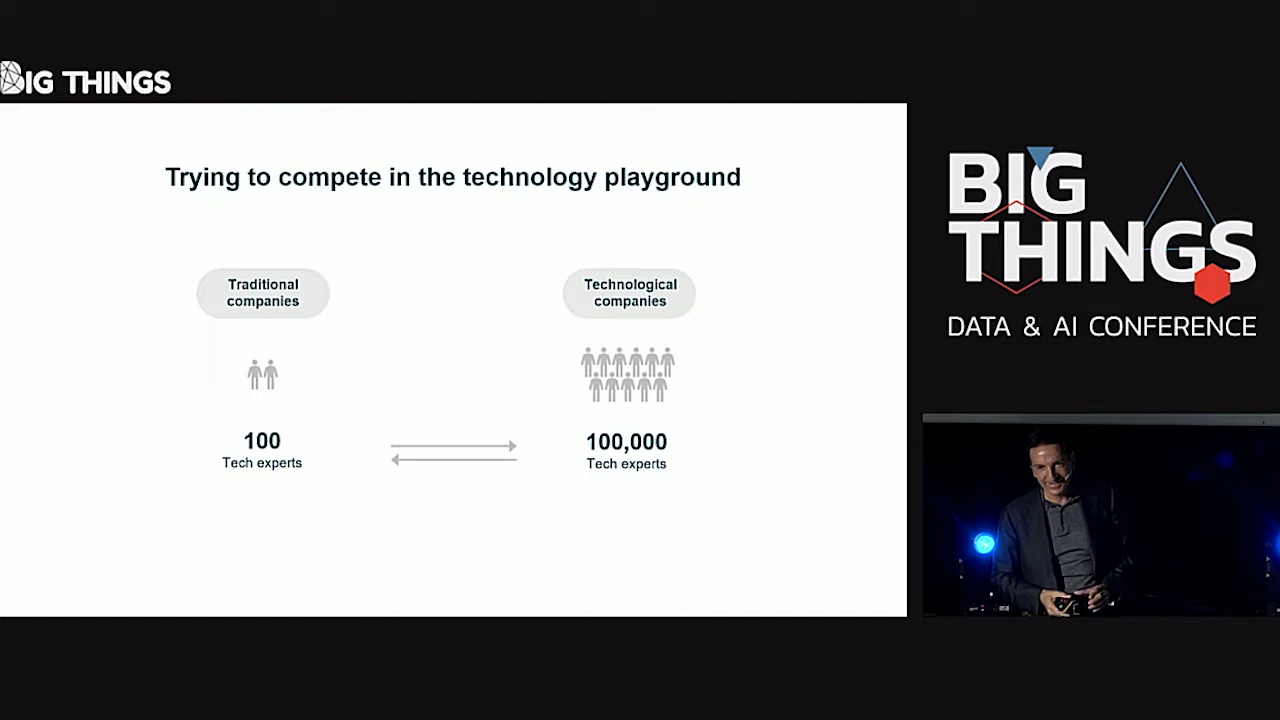 BIG THINGS
Trying to compete in the technology playground
Traditional
companies
Technological
companies
100
Tech experts
100,000
Tech experts
BIG
THINGS
DATA & AI CONFERENCE